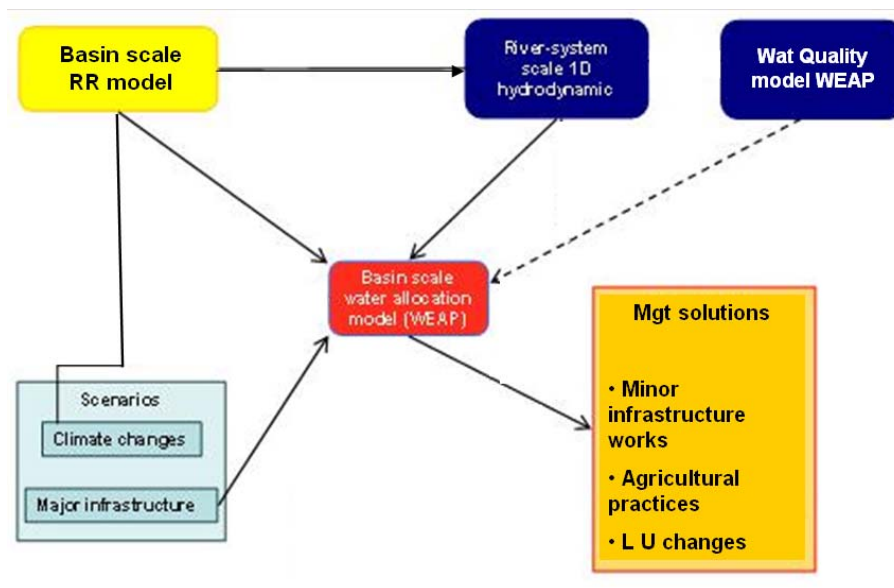 Basin scale
RR model
River-system
scale 1D
hydrodynamic
Wat Quality
model WEAP
Basin scale
water allocation
model (WEAP)
Scenarios
Climate changes
Major infrastructure
Mgt solutions
• Minor
infrastructure
works
• Agricultural
practices
• L U changes